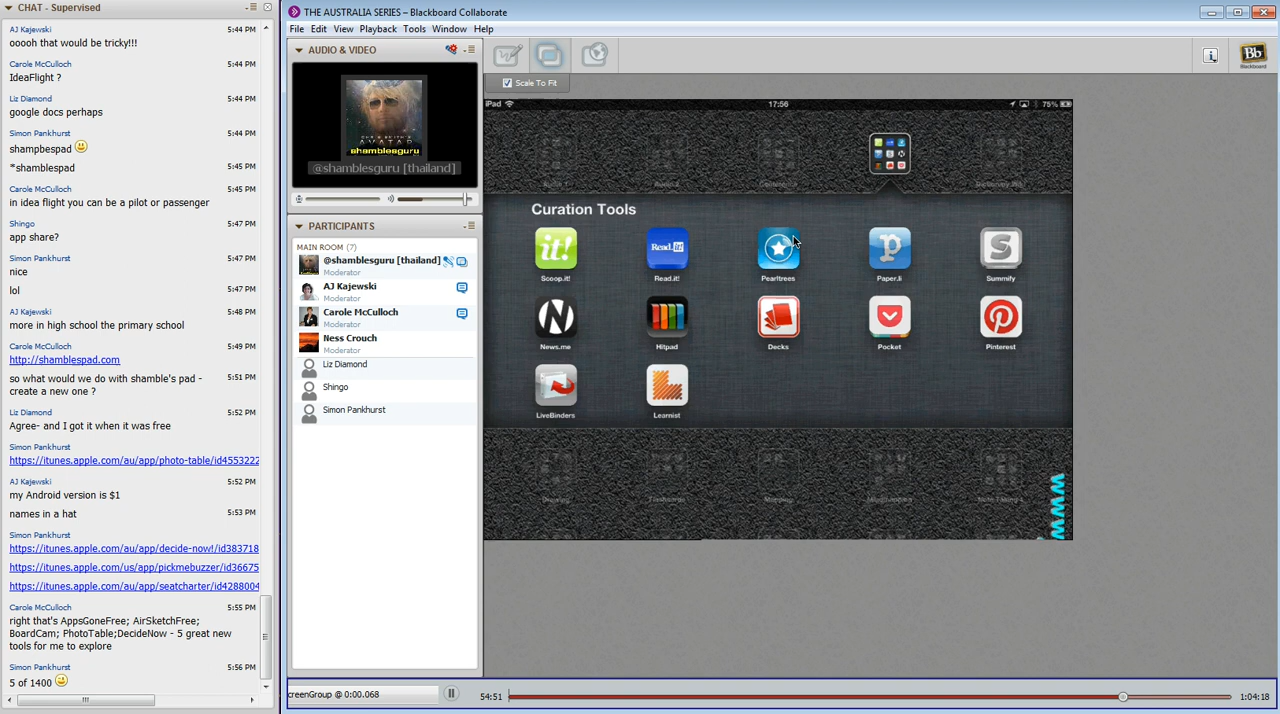 CHAT - Supervised
AJ Kajewski 5:44 PM
ooooh that would be tricky!!!
Carole McCulloch 5:44 PM
IdeaFlight ?
Liz Diamond 5:44 PM
google docs perhaps
Simon Pankhurst 5:44 PM
shampbespad
*shamblespad 5:45 PM
Carole McCulloch 5:45 PM
in idea flight you can be a pilot or passenger
Shingo 5:47 PM
app share?
Simon Pankhurst 5:47 PM
nice
lol 5:47 PM
AJ Kajewski 5:48 PM
more in high school the primary school
Carole McCulloch 5:49 PM
http://shamblespad.com
so what would we do with shamble's pad - 5:51 PM
create a new one ?
Liz Diamond 5:52 PM
Agree- and I got it when it was free
Simon Pankhurst
https://itunes.apple.com/au/app/photo-table/id4553222
AJ Kajewski 5:52 PM
my Android version is $1
names in a hat 5:53 PM
Simon Pankhurst
https://itunes.apple.com/au/app/decide-now!/id383718
https://itunes.apple.com/us/app/pickmebuzzer/id36675
https://itunes.apple.com/au/app/seatcharter/id4288004
Carole McCulloch 5:55 PM
right that's AppsGoneFree; AirSketchFree;
BoardCam; PhotoTable;DecideNow - 5 great new
tools for me to explore
Simon Pankhurst 5:56 PM
5 of 1400
THE AUSTRALIA SERIES – Blackboard Collaborate
File Edit View Playback Tools Window Help
AUDIO & VIDEO
AVATAR
shamblesguru
@shamblesguru [thailand]
PARTICIPANTS
MAIN ROOM (7)
@shamblesguru [thailand]
Moderator
AJ Kajewski
Moderator
Carole McCulloch
Moderator
Ness Crouch
Moderator
Liz Diamond
Shingo
Simon Pankhurst
Bb
Blackboard
Scale To Fit
iPad 17:56 75%
Curation Tools
it! Read.it! p S
Scoop.it! Read.it! Pearltrees Paper.li Summify
N
News.me Hitpad Decks Pocket Pinterest
LiveBinders Learnist
Drawing Flashcards Mapping Mindmapping Note Taking 1
www
creenGroup @ 0:00.068
54:51
1:04:18